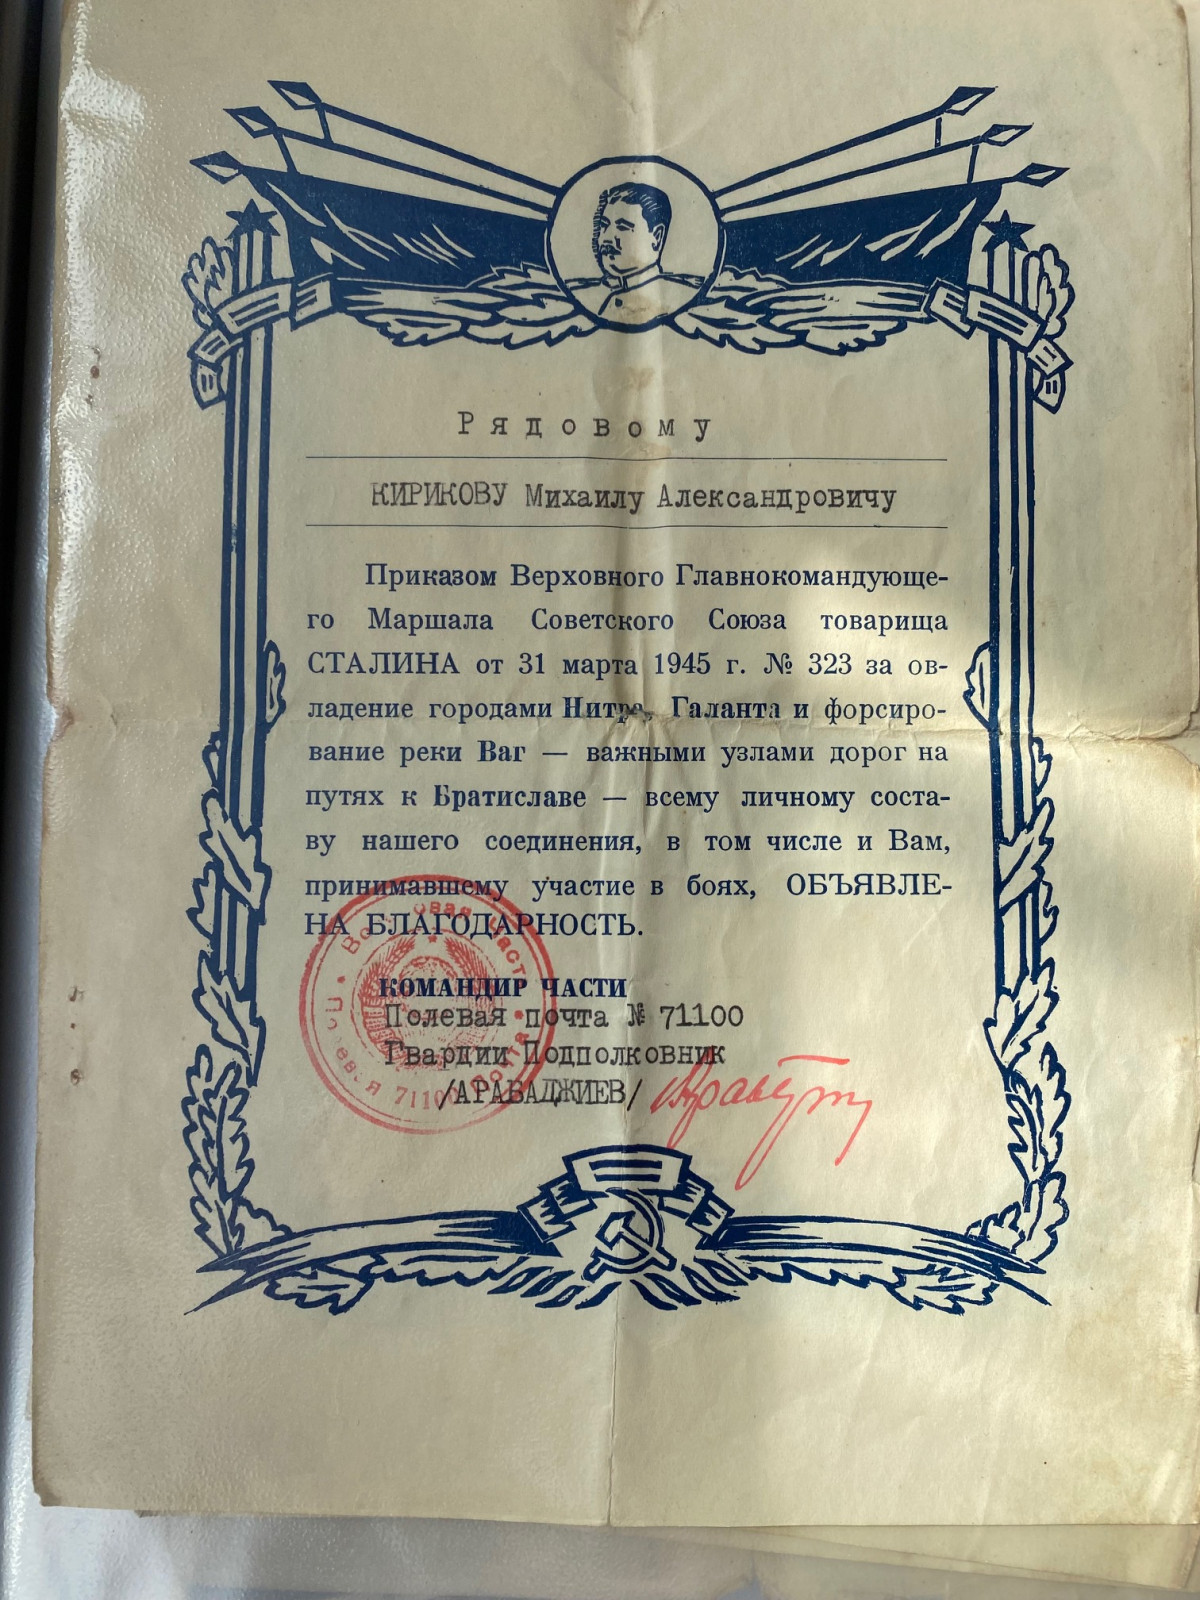 Рядовому
КИРИКОВУ Михаилу Александровичу
Приказом Верховного Главнокомандующе-
го Маршала Советского Союза товарища
СТАЛИНА от 31 марта 1945 г. № 323 за ов-
ладение городами Нитра, Галанта и форсиро-
вание реки Ваг — важными узлами дорог на
путях к Братиславе — всему личному соста-
ву нашего соединения, в том числе и Вам,
принимавшему участие в боях, ОБЪЯВЛЕ-
НА БЛАГОДАРНОСТЬ.
КОМАНДИР ЧАСТИ
Полевая почта № 71100
Гвардии Подполковник
/АРАБАДЖИЕВ/
71100 почта